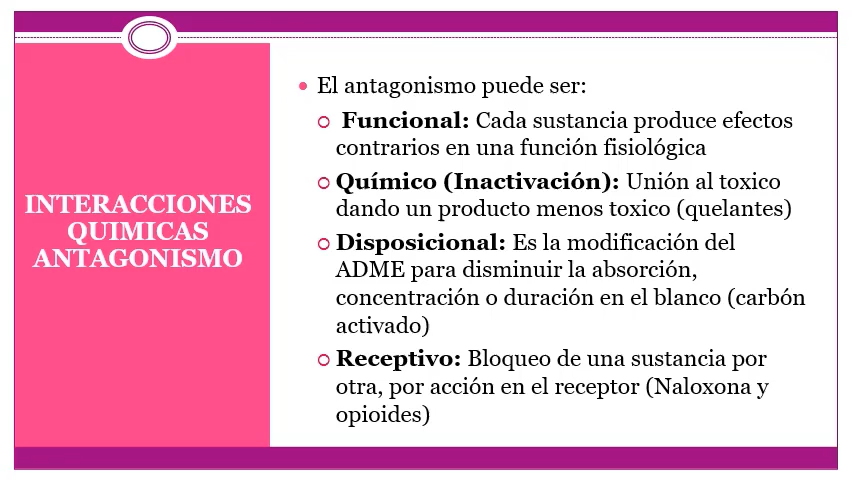 INTERACCIONES
QUIMICAS
ANTAGONISMO
El antagonismo puede ser:
Funcional: Cada sustancia produce efectos
contrarios en una función fisiológica
Químico (Inactivación): Unión al toxico
dando un producto menos toxico (quelantes)
Disposicional: Es la modificación del
ADME para disminuir la absorción,
concentración o duración en el blanco (carbón
activado)
Receptivo: Bloqueo de una sustancia por
otra, por acción en el receptor (Naloxona y
opioides)